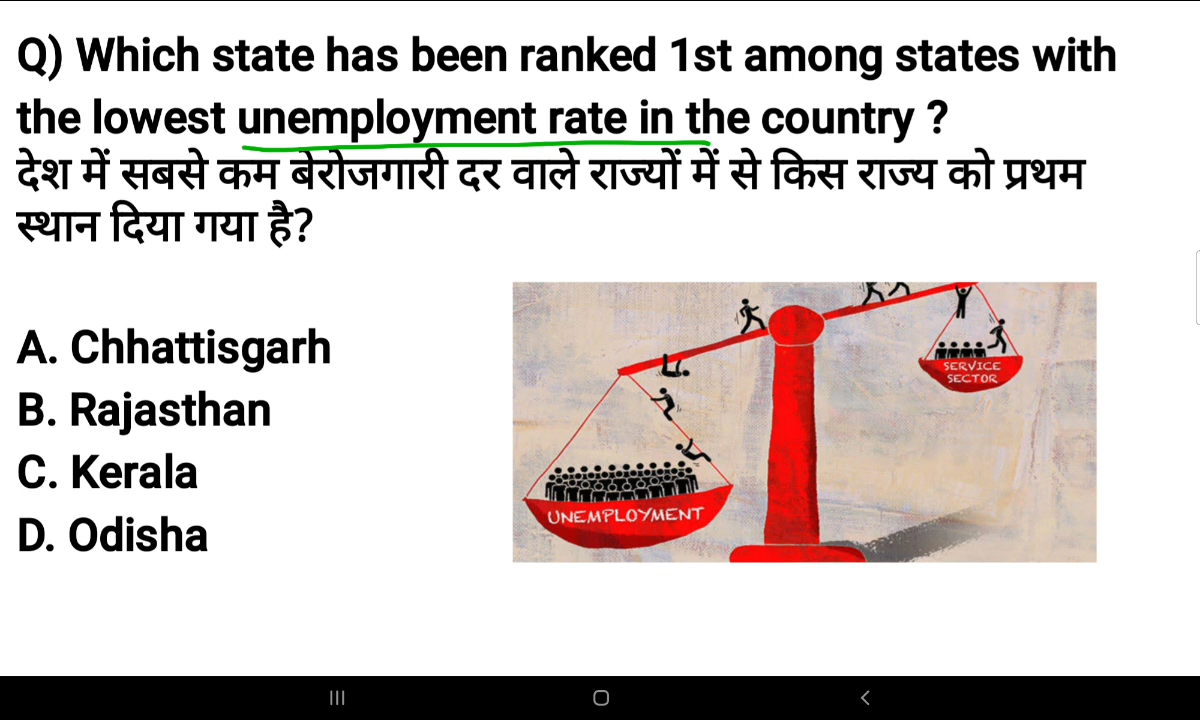 Q) Which state has been ranked 1st among states with
the lowest unemployment rate in the country ?
देश में सबसे कम बेरोजगारी दर वाले राज्यों में से किस राज्य को प्रथम
स्थान दिया गया है?
A. Chhattisgarh
B. Rajasthan
C. Kerala
D. Odisha
SERVICE
SECTOR
UNEMPLOYMENT